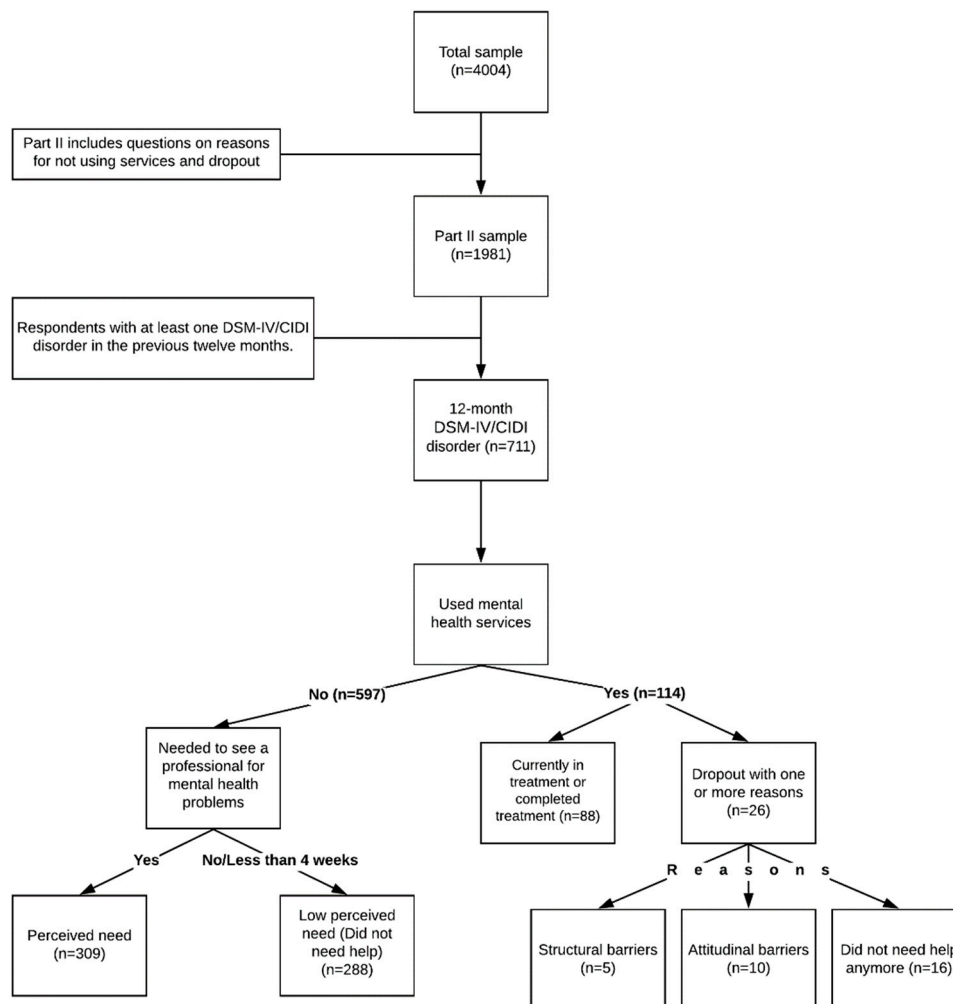 Total sample
(n=4004)
Part II includes questions on reasons
for not using services and dropout
Part II sample
(n=1981)
Respondents with at least one DSM-IV/CIDI
disorder in the previous twelve months.
12-month
DSM-IV/CIDI
disorder (n=711)
Used mental
health services
No (n=597)
Yes (n=114)
Needed to see a
professional for
mental health
problems
Currently in
treatment or
completed
treatment (n=88)
Dropout with one
or more reasons
(n=26)
Yes
No/Less than 4 weeks
R e a s o n s
Perceived need
(n=309)
Low perceived
need (Did not
need help)
(n=288)
Structural barriers
(n=5)
Attitudinal barriers
(n=10)
Did not need help
anymore (n=16)